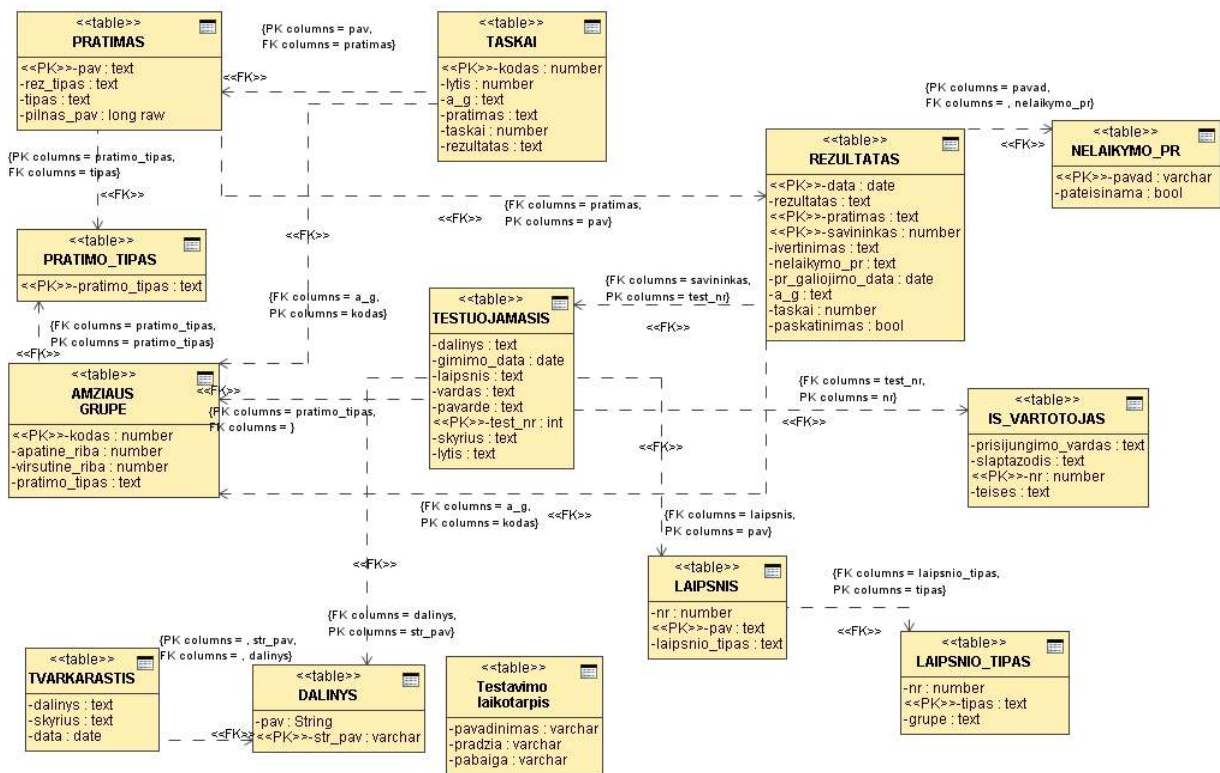 <<table>>
PRATIMAS
<<PK>>-pav : text
-rez_tipas : text
-tipas : text
-pilnas_pav : long raw
{PK columns = pav,
FK columns = pratimas}
<<FK>>
<<table>>
TASKAI
<<PK>>-kodas : number
-lytis : number
-a_g : text
-pratimas : text
-taskai : number
-rezultatas : text
{PK columns = pavad,
FK columns = , nelaikymo_pr}
<<FK>>
<<table>>
REZULTATAS
<<PK>>-data : date
-rezultatas : text
<<PK>>-pratimas : text
<<PK>>-savininkas : number
-ivertinimas : text
-nelaikymo_pr : text
-pr_galiojimo_data : date
-a_g : text
-taskai : number
-paskatinimas : bool
<<table>>
NELAIKYMO_PR
<<PK>>-pavad : varchar
-pateisinama : bool
{PK columns = pratimo_tipas,
FK columns = tipas}
<<FK>>
<<FK>>
{FK columns = pratimas,
PK columns = pav}
<<FK>>
<<table>>
PRATIMO_TIPAS
<<PK>>-pratimo_tipas : text
{FK columns = a_g,
PK columns = kodas}
<<table>>
TESTUOJAMASIS
-dalinys : text
-gimimo_data : date
-laipsnis : text
-vardas : text
-pavarde : text
<<PK>>-test_nr : int
-skyrius : text
-lytis : text
{FK columns = savininkas,
PK columns = test_nr}
<<FK>>
{FK columns = pratimo_tipas,
PK columns = pratimo_tipas}
<<FK>>
<<table>>
AMZIAUS
GRUPE
<<PK>>-kodas : number
-apatine_riba : number
-virsutine_riba : number
-pratimo_tipas : text
<<FK>>
{PK columns = pratimo_tipas,
FK columns = }
{FK columns = test_nr,
PK columns = nr}
<<FK>>
<<table>>
IS_VARTOTOJAS
-prisijungimo_vardas : text
-slaptazodis : text
<<PK>>-nr : number
-teises : text
<<FK>>
{FK columns = a_g,
PK columns = kodas}
<<FK>>
{FK columns = laipsnis,
PK columns = pav}
<<FK>>
<<table>>
LAIPSNIS
-nr : number
<<PK>>-pav : text
-laipsnio_tipas : text
{FK columns = laipsnio_tipas,
PK columns = tipas}
<<FK>>
<<table>>
LAIPSNIO_TIPAS
-nr : number
<<PK>>-tipas : text
-grupe : text
{FK columns = dalinys,
PK columns = str_pav}
{PK columns = , str_pav,
FK columns = , dalinys}
<<table>>
TVARKARASTIS
-dalinys : text
-skyrius : text
-data : date
<<FK>>
<<table>>
DALINYS
-pav : String
<<PK>>-str_pav : varchar
<<table>>
Testavimo
laikotarpis
-pavadinimas : varchar
-pradzia : varchar
-pabaiga : varchar